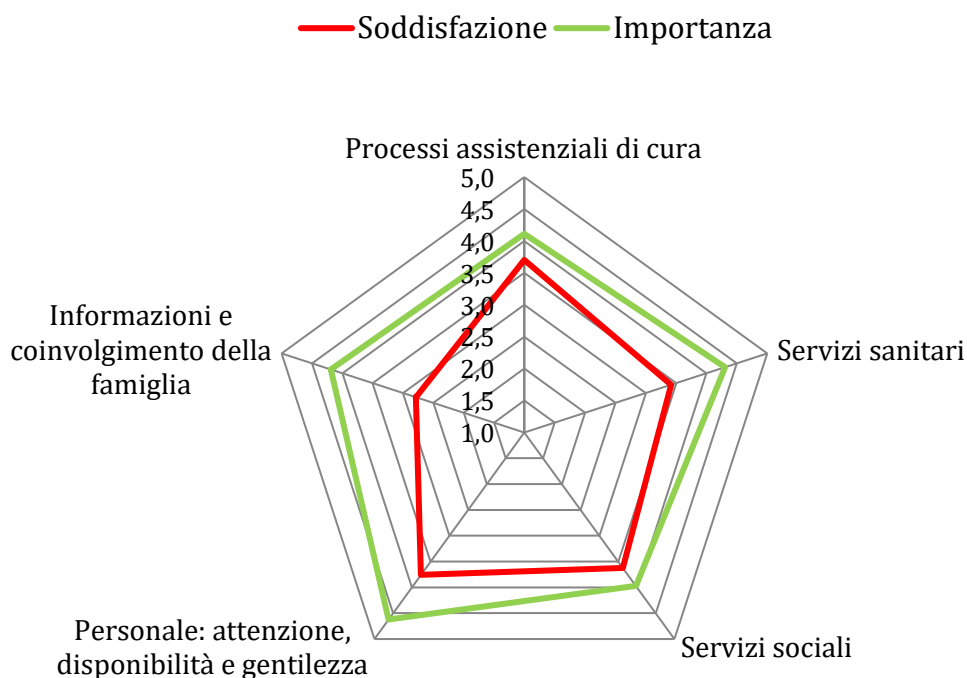 Soddisfazione Importanza
Processi assistenziali di cura
5,0
4,5
4,0
3,5
3,0
2,5
2,0
1,5
1,0
Servizi sanitari
Servizi sociali
Personale: attenzione,
disponibilità e gentilezza
Informazioni e
coinvolgimento della
famiglia